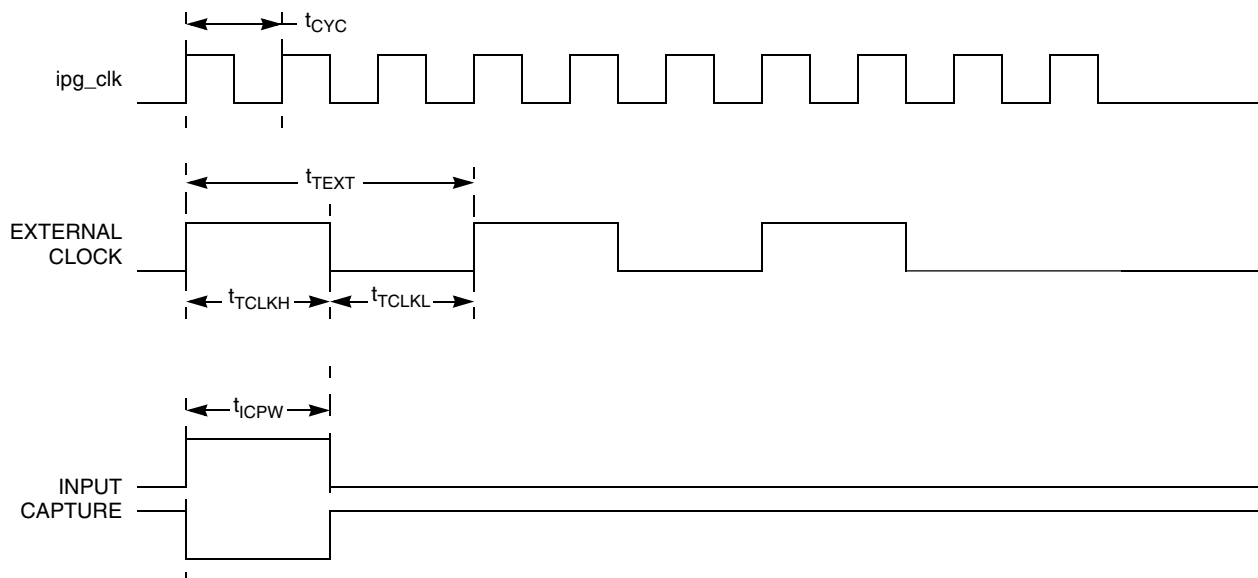 tCYC
ipg_clk
tTEXT
EXTERNAL
CLOCK
tTCLKH
tTCLKL
tICPW
INPUT
CAPTURE